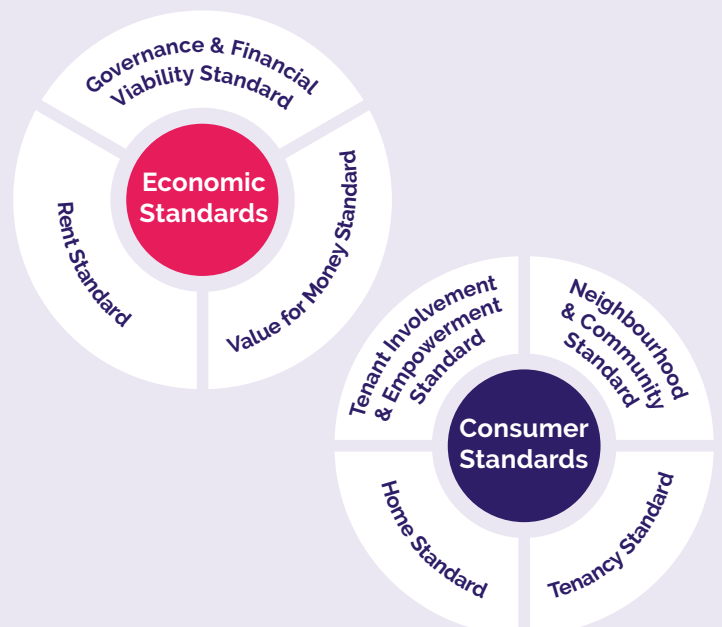 Governance & Financial
Viability Standard
Economic
Standards
Rent Standard
Value for Money Standard
Tenant Involvement
& Empowerment
Standard
Neighbourhood
& Community
Standard
Consumer
Standards
Home Standard
Tenancy Standard